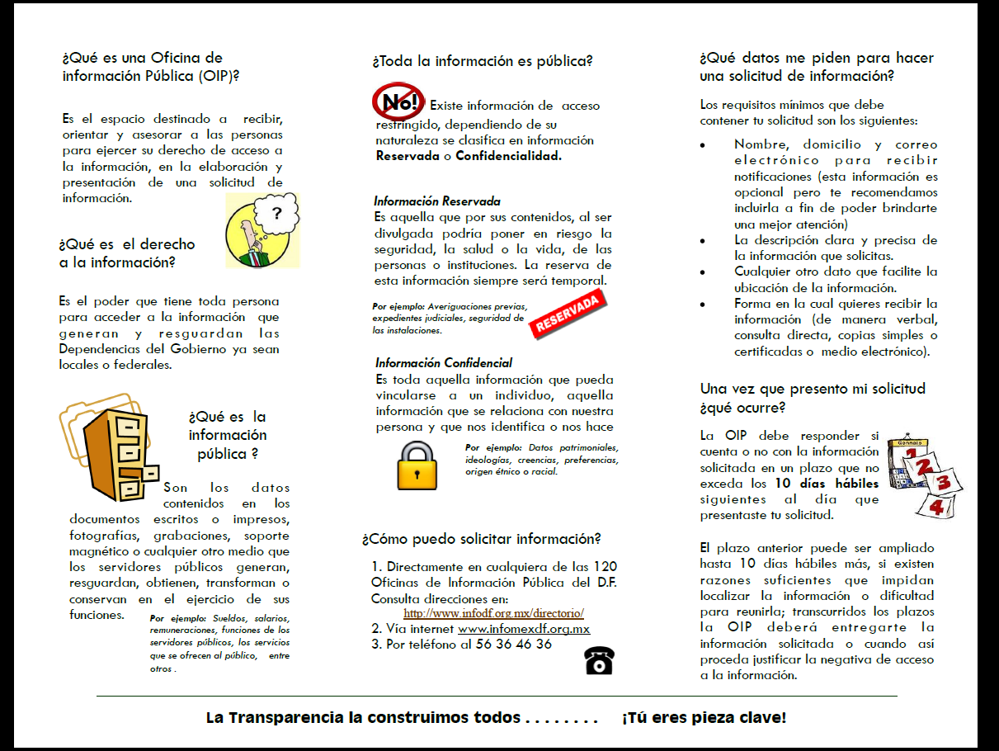 ¿Qué es una Oficina de
información Pública (OIP)?
Es el espacio destinado a recibir,
orientar y asesorar a las personas
para ejercer su derecho de acceso a
la información, en la elaboración y
presentación de una solicitud de
información.
?
¿Qué es el derecho
a la información?
Es el poder que tiene toda persona
para acceder a la información que
generan y resguardan las
Dependencias del Gobierno ya sean
locales o federales.
¿Qué es la
información
pública ?
Son los datos
contenidos en los
documentos escritos o impresos,
fotografías, grabaciones, soporte
magnético o cualquier otro medio que
los servidores públicos generan,
resguardan, obtienen, transforman o
conservan en el ejercicio de sus
funciones.
Por ejemplo: Sueldos, salarios,
remuneraciones, funciones de los
servidores públicos, los servicios
que se ofrecen al público, entre
otros .
¿Toda la información es pública?
No! Existe información de acceso
restringido, dependiendo de su
naturaleza se clasifica en información
Reservada o Confidencialidad.
Información Reservada
Es aquella que por sus contenidos, al ser
divulgada podría poner en riesgo la
seguridad, la salud o la vida, de las
personas o instituciones. La reserva de
esta información siempre será temporal.
Por ejemplo: Averiguaciones previas,
expedientes judiciales, seguridad de
las instalaciones.
RESERVADA
Información Confidencial
Es toda aquella información que pueda
vincularse a un individuo, aquella
información que se relaciona con nuestra
persona y que nos identifica o nos hace
Por ejemplo: Datos patrimoniales,
ideologías, creencias, preferencias,
origen étnico o racial.
¿Cómo puedo solicitar información?
1. Directamente en cualquiera de las 120
Oficinas de Información Pública del D.F.
Consulta direcciones en:
http://www.infodf.org.mx/directorio/
2. Vía internet www.infomexdf.org.mx
3. Por teléfono al 56 36 46 36
¿Qué datos me piden para hacer
una solicitud de información?
Los requisitos mínimos que debe
contener tu solicitud son los siguientes:
• Nombre, domicilio y correo
electrónico para recibir
notificaciones (esta información es
opcional pero te recomendamos
incluirla a fin de poder brindarte
una mejor atención)
• La descripción clara y precisa de
la información que solicitas.
• Cualquier otro dato que facilite la
ubicación de la información.
• Forma en la cual quieres recibir la
información (de manera verbal,
consulta directa, copias simples o
certificadas o medio electrónico).
Una vez que presento mi solicitud
¿qué ocurre?
La OIP debe responder si
cuenta o no con la información
solicitada en un plazo que no
exceda los 10 días hábiles
siguientes al día que
presentaste tu solicitud.
Gennaio
1
2
3
4
El plazo anterior puede ser ampliado
hasta 10 días hábiles más, si existen
razones suficientes que impidan
localizar la información o dificultad
para reunirla; transcurridos los plazos
la OIP deberá entregarte la
información solicitada o cuando así
proceda justificar la negativa de acceso
a la información.
La Transparencia la construimos todos . . . . . . . . ¡Tú eres pieza clave!